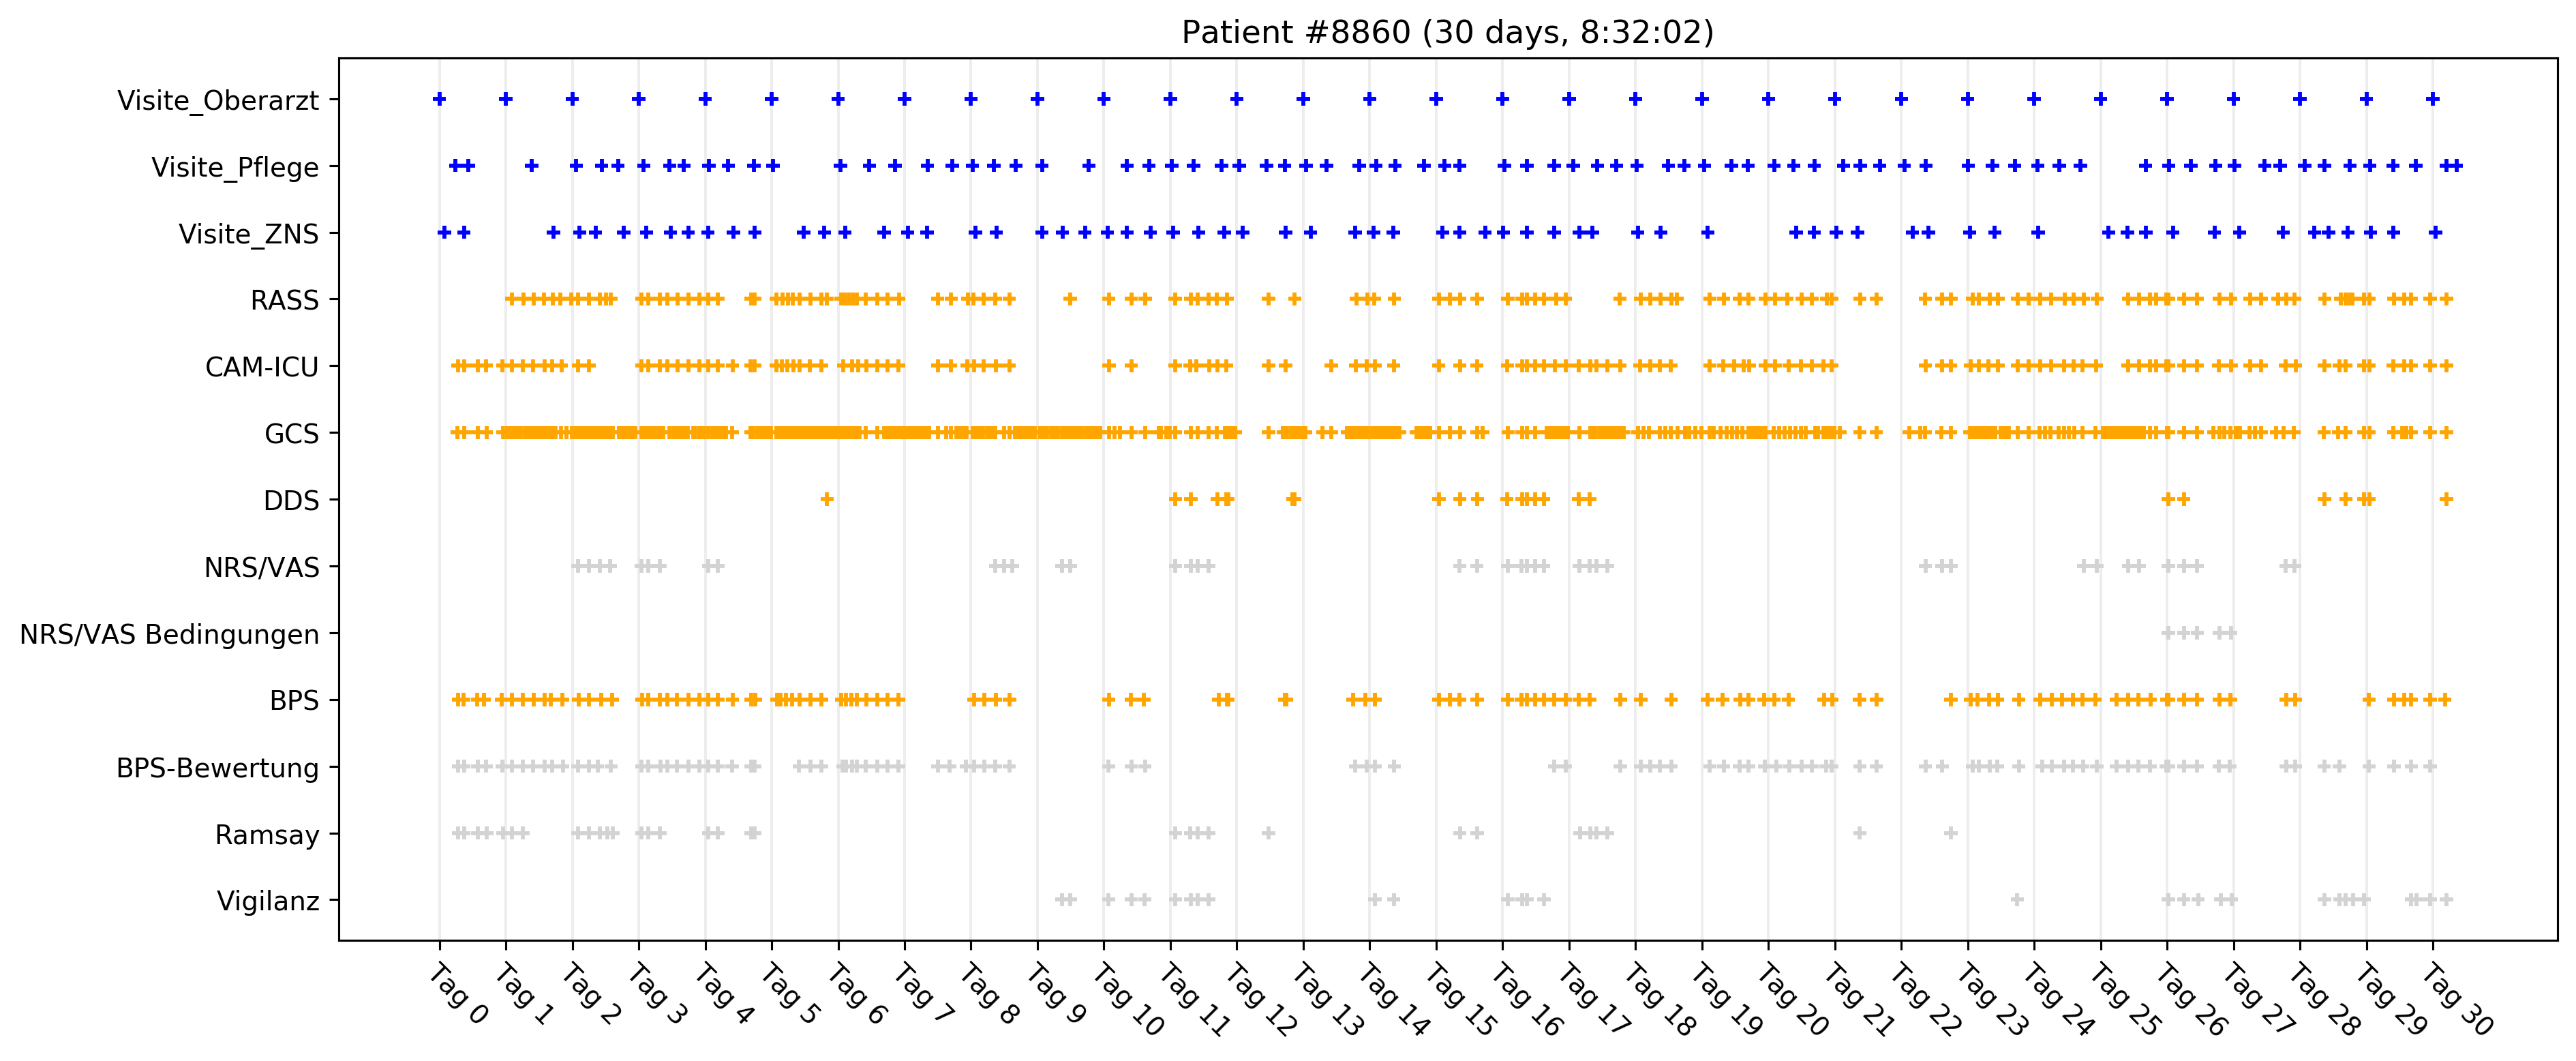 Patient #8860 (30 days, 8:32:02)
Visite_Oberarzt
Visite_Pflege
Visite_ZNS
RASS
CAM-ICU
GCS
DDS
NRS/VAS
NRS/VAS Bedingungen
BPS
BPS-Bewertung
Ramsay
Vigilanz
Tag 0
Tag 1
Tag 2
Tag 3
Tag 4
Tag 5
Tag 6
Tag 7
Tag 8
Tag 9
Tag 10
Tag 11
Tag 12
Tag 13
Tag 14
Tag 15
Tag 16
Tag 17
Tag 18
Tag 19
Tag 20
Tag 21
Tag 22
Tag 23
Tag 24
Tag 25
Tag 26
Tag 27
Tag 28
Tag 29
Tag 30